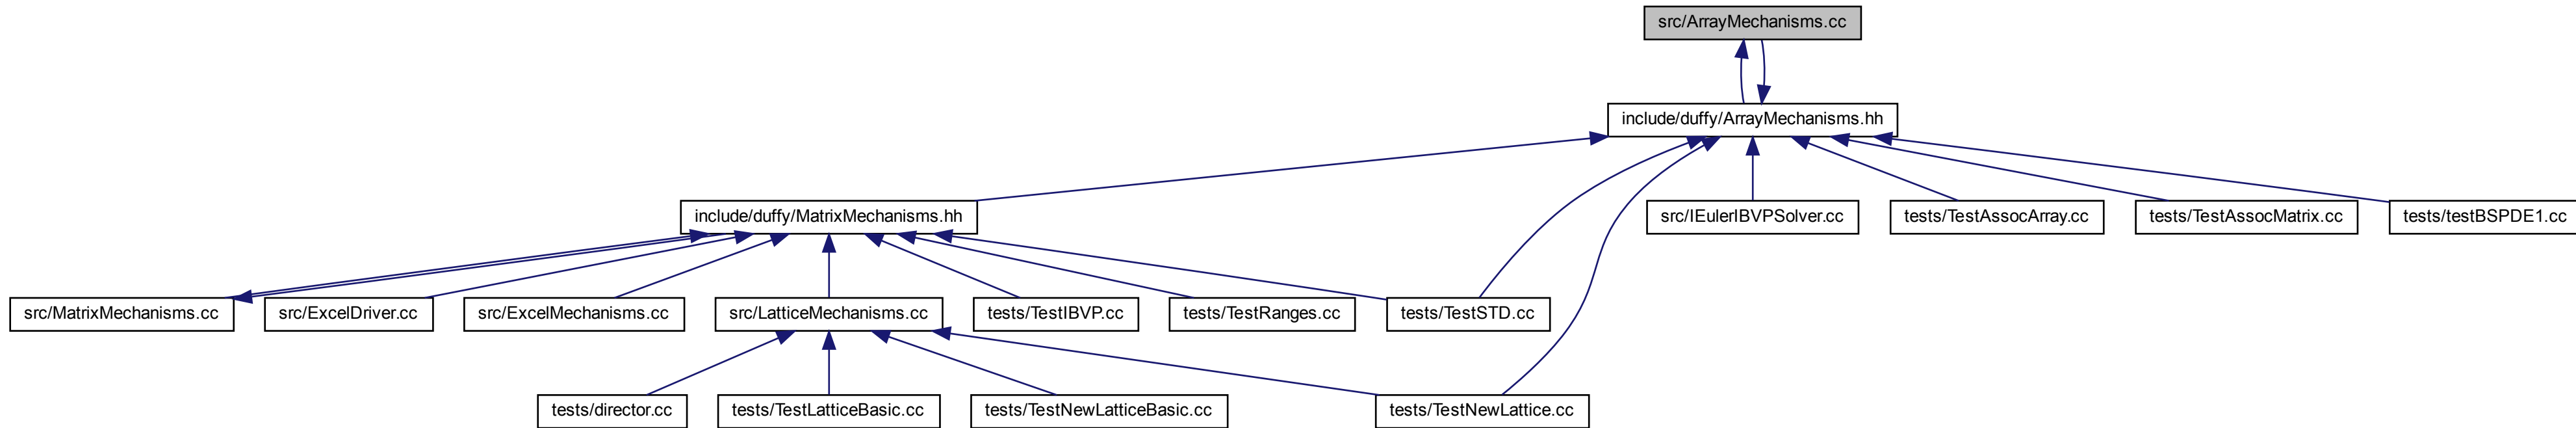 src/ArrayMechanisms.cc
include/duffy/ArrayMechanisms.hh
include/duffy/MatrixMechanisms.hh
src/IEulerIBVPSolver.cc
tests/TestAssocArray.cc
tests/TestAssocMatrix.cc
tests/testBSPDE1.cc
src/MatrixMechanisms.cc
src/ExcelDriver.cc
src/ExcelMechanisms.cc
src/LatticeMechanisms.cc
tests/TestIBVP.cc
tests/TestRanges.cc
tests/TestSTD.cc
tests/director.cc
tests/TestLatticeBasic.cc
tests/TestNewLatticeBasic.cc
tests/TestNewLattice.cc